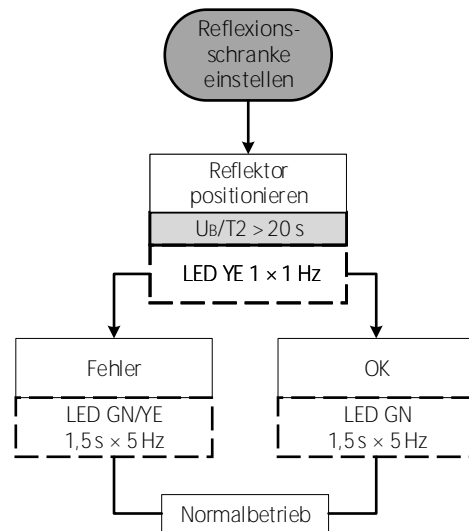 Reflexions-
schranke
einstellen
Reflektor
positionieren
UB/T2 > 20 s
LED YE 1 × 1 Hz
Fehler
LED GN/YE
1,5 s × 5 Hz
OK
LED GN
1,5 s × 5 Hz
Normalbetrieb